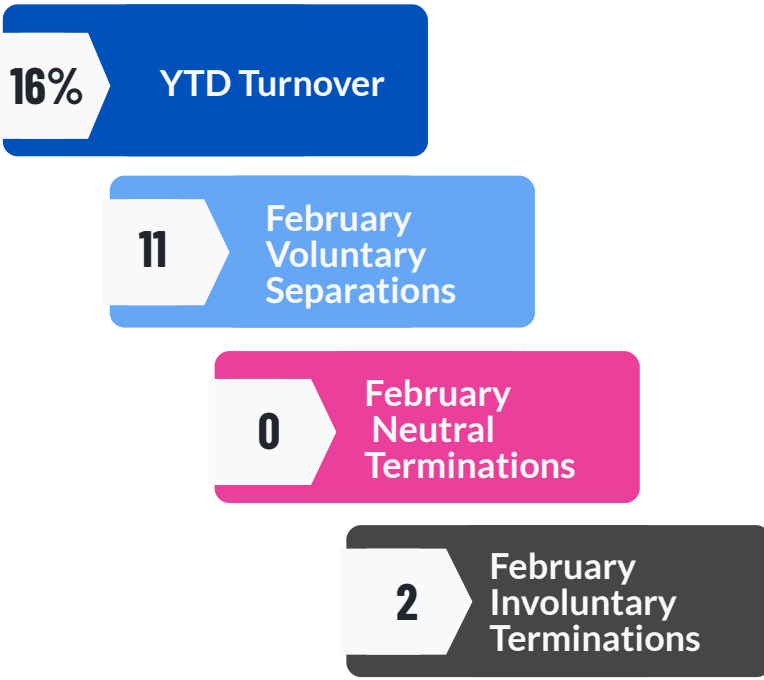 16%
YTD Turnover
11
February
Voluntary
Separations
0
February
Neutral
Terminations
2
February
Involuntary
Terminations